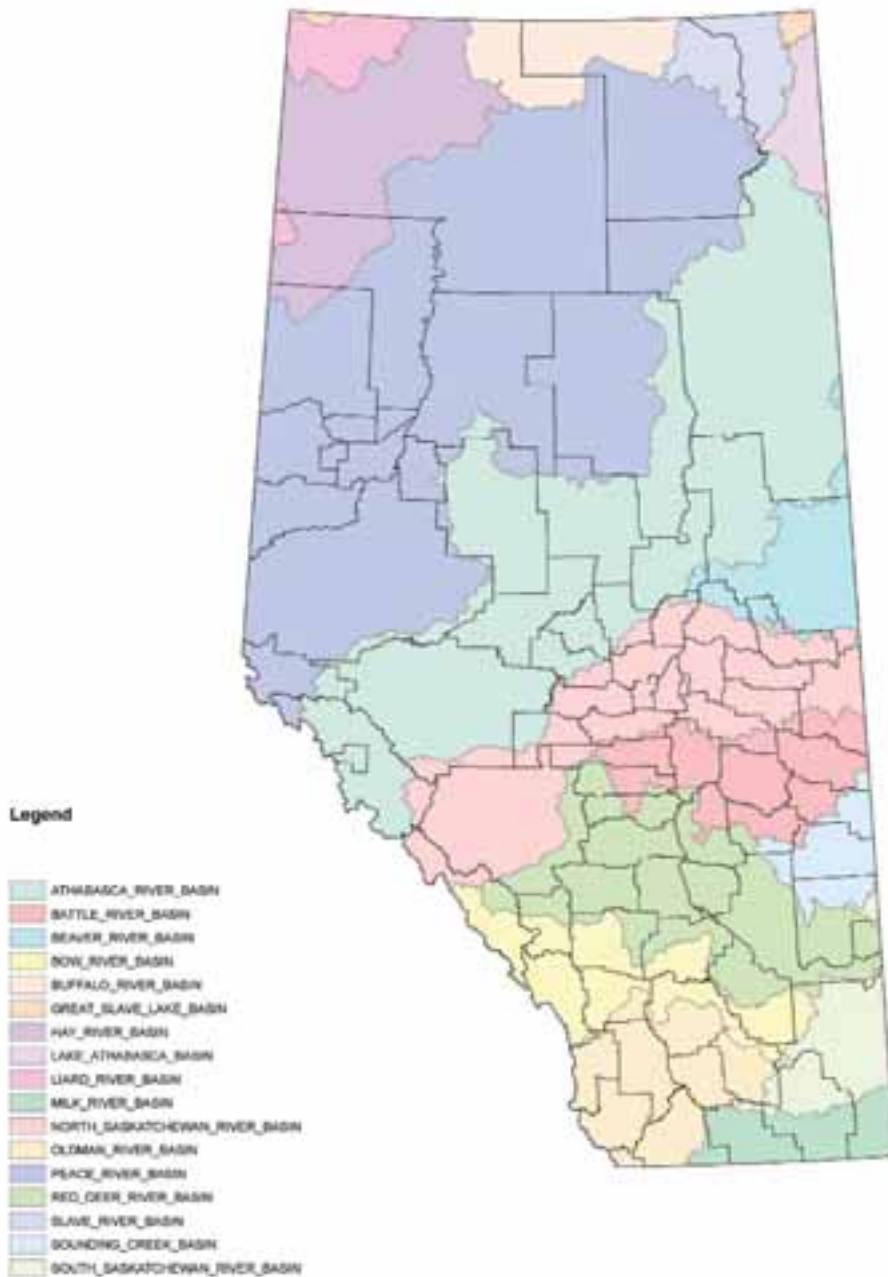 Legend
ATHABASCA_RIVER_BASIN
BATTLE_RIVER_BASIN
BEAVER_RIVER_BASIN
BOW_RIVER_BASIN
BUFFALO_RIVER_BASIN
GREAT_SLAVE_LAKE_BASIN
HAY_RIVER_BASIN
LAKE_ATHABASCA_BASIN
LIARD_RIVER_BASIN
MILK_RIVER_BASIN
NORTH_SASKATCHEWAN_RIVER_BASIN
OLDMAN_RIVER_BASIN
PEACE_RIVER_BASIN
RED_DEER_RIVER_BASIN
SLAVE_RIVER_BASIN
SOUNDING_CREEK_BASIN
SOUTH_SASKATCHEWAN_RIVER_BASIN